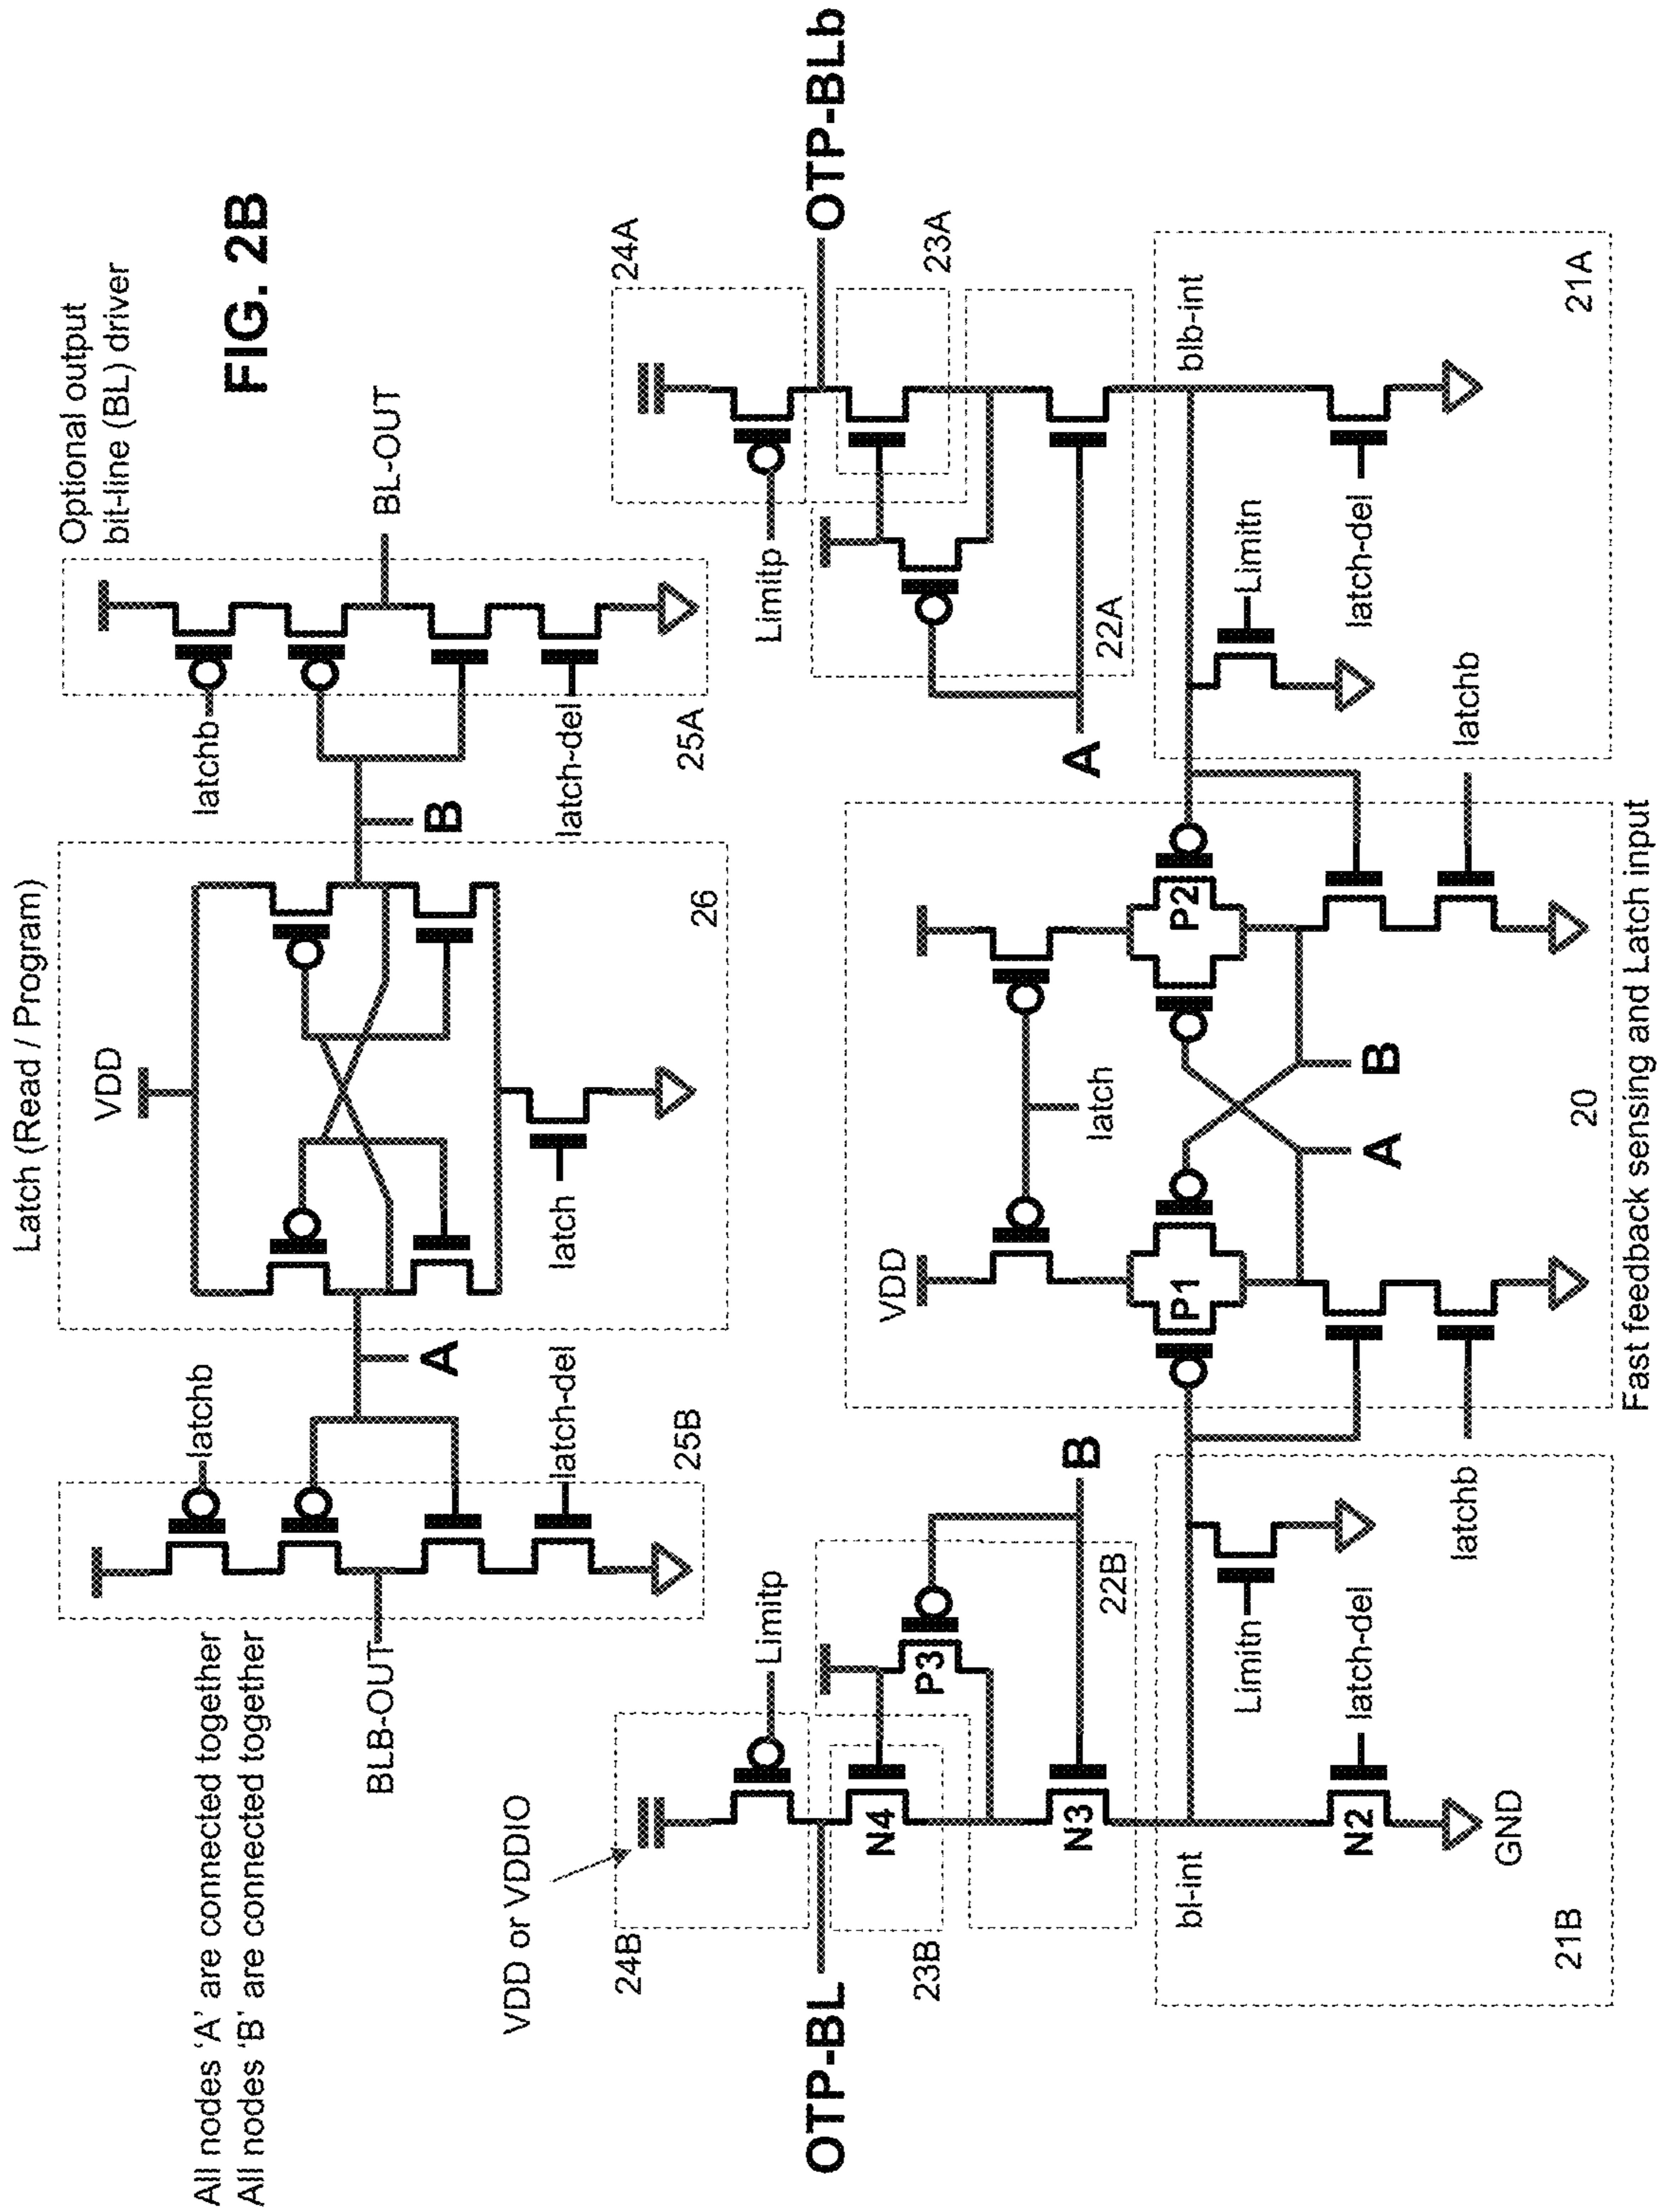 FIG. 2B
All nodes ‘A’ are connected together
All nodes ‘B’ are connected together
Latch (Read / Program)
Optional output
bit-line (BL) driver
BLB-OUT
latchb
latch-del
25B
A
VDD
latch
26
B
latchb
latch-del
25A
BL-OUT
VDD or VDDIO
24B
Limitp
OTP-BL
23B
N4
P3
22B
B
N3
bl-int
N2
GND
21B
Limitn
latch-del
latchb
VDD
P1
latch
P2
A
B
20
Fast feedback sensing and Latch input
latchb
24A
Limitp
OTP-BLb
23A
22A
A
blb-int
Limitn
latch-del
21A